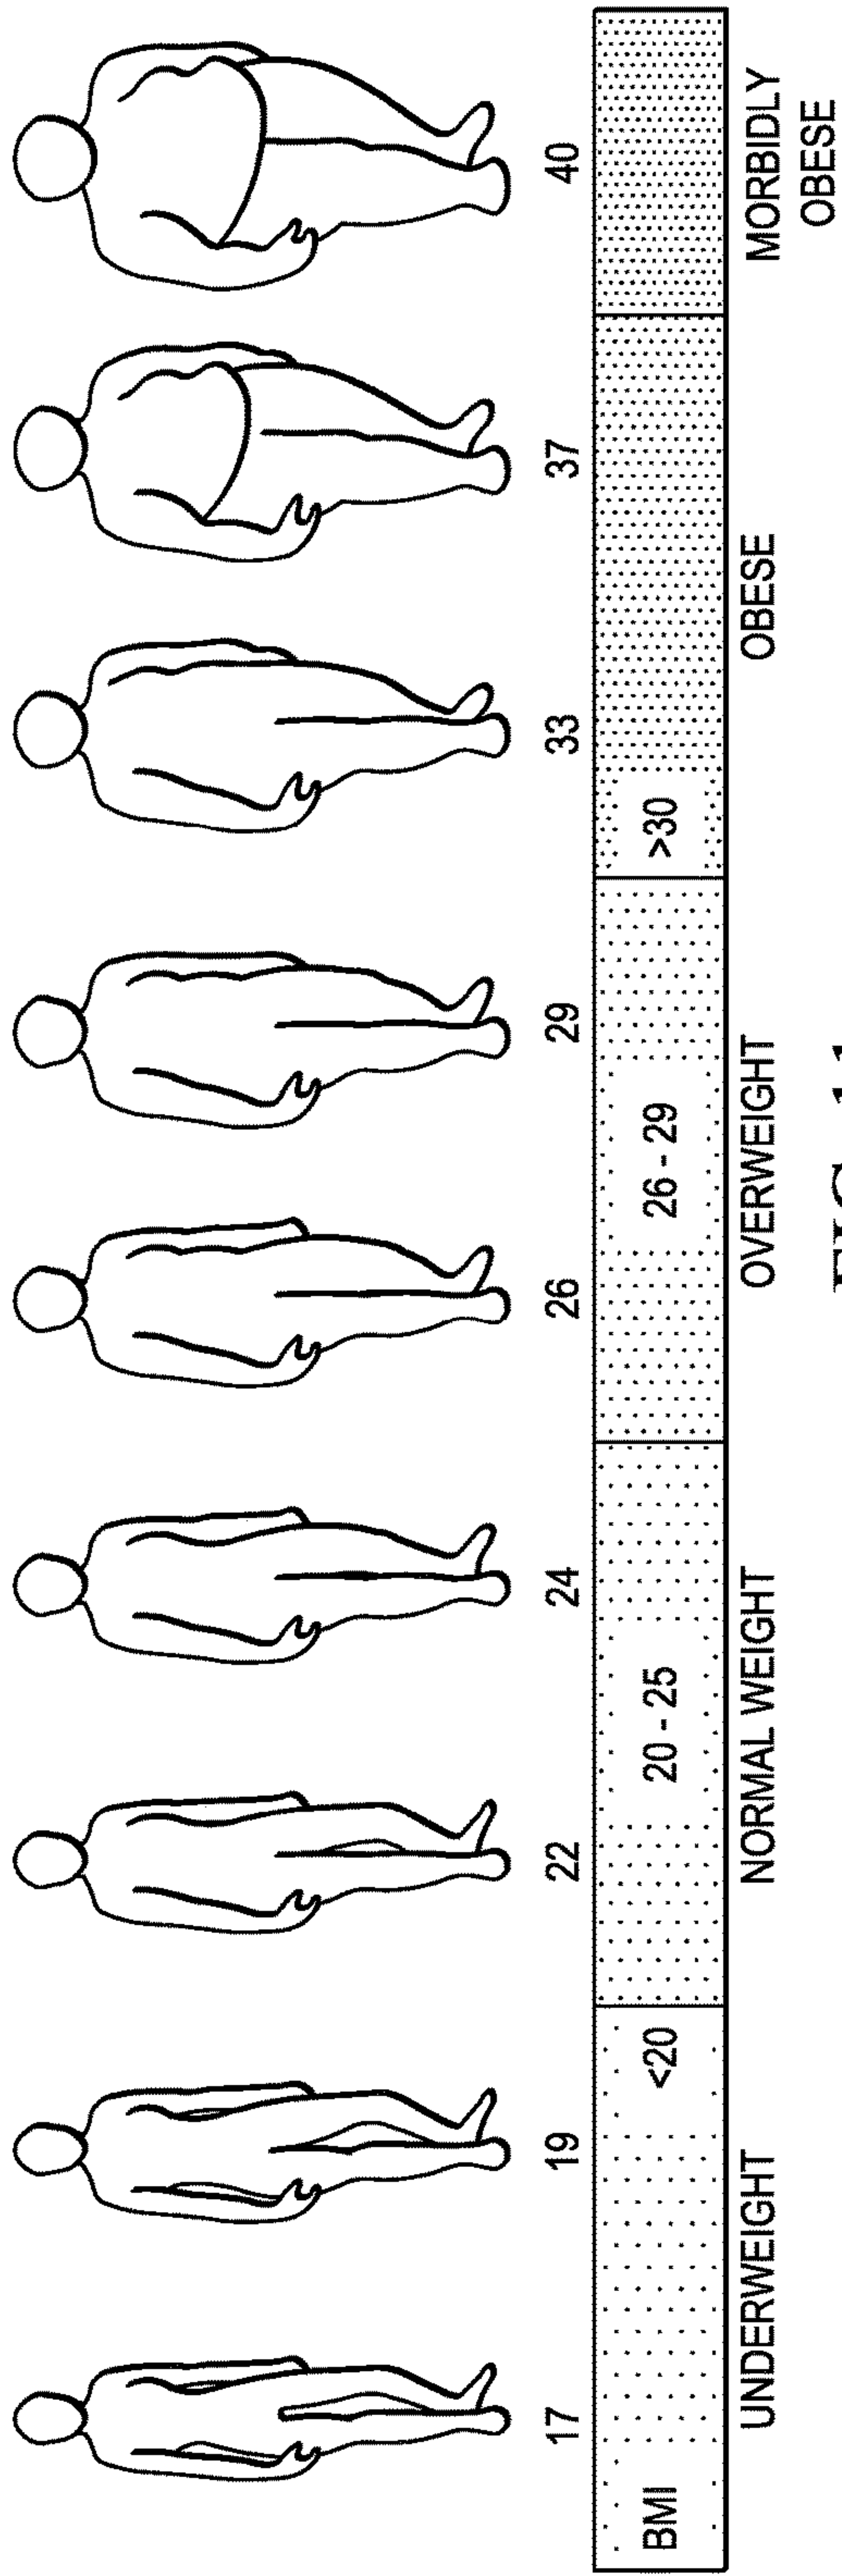 17 19 22 24 26 29 33 37 40
BMI <20 20 - 25 26 - 29 >30
UNDERWEIGHT NORMAL WEIGHT OVERWEIGHT OBESE MORBIDLY
OBESE